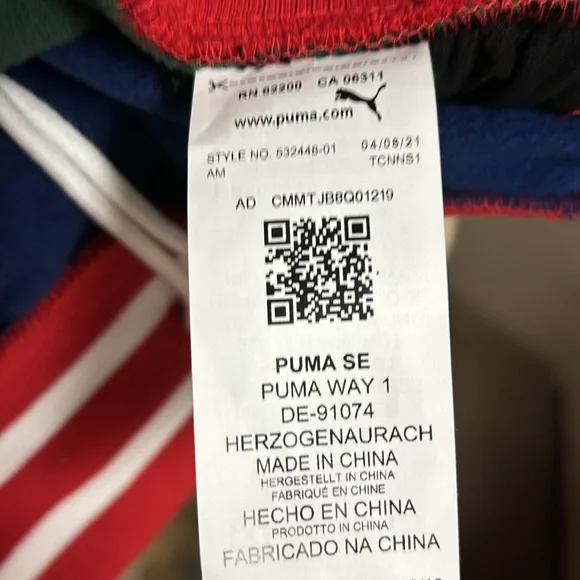 RN 62200 CA 06311
www.puma.com
STYLE NO. 532448-01 04/08/21
AM TCNNS1
AD CMMTJB8Q01219
PUMA SE
PUMA WAY 1
DE-91074
HERZOGENAURACH
MADE IN CHINA
HERGESTELLT IN CHINA
FABRIQUÉ EN CHINE
HECHO EN CHINA
PRODOTTO IN CHINA
FABRICADO NA CHINA